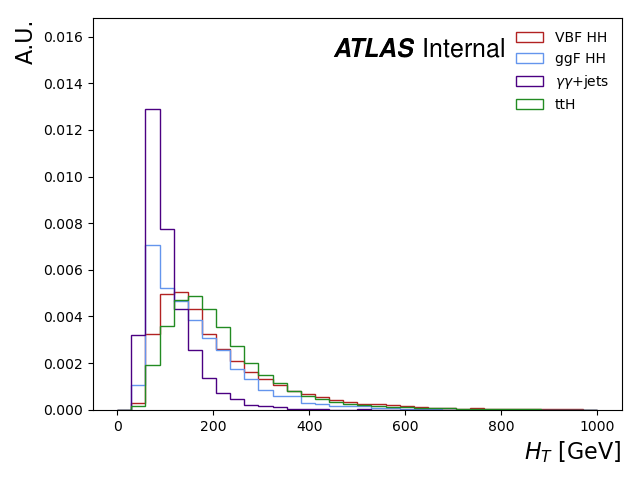 A.U.
0.016
0.014
0.012
0.010
0.008
0.006
0.004
0.002
0.000
ATLAS Internal
VBF HH
ggF HH
γγ+jets
ttH
0 200 400 600 800 1000
H_T [GeV]